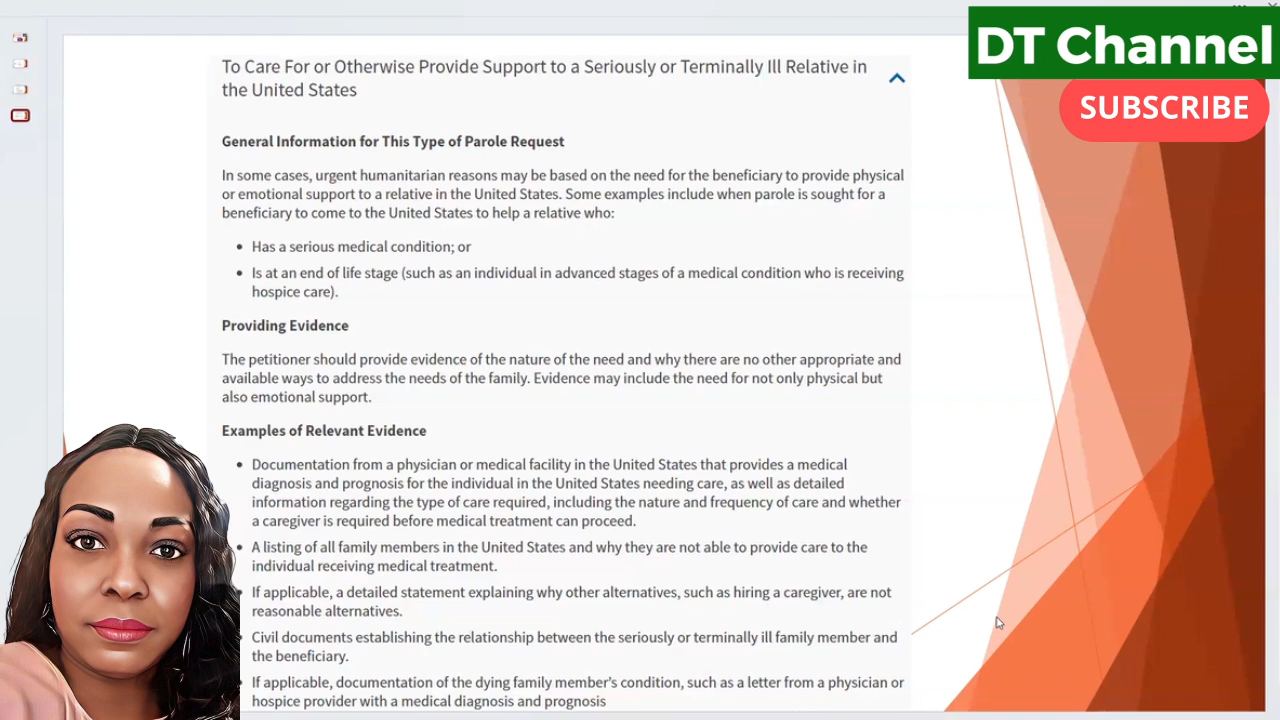 DT Channel
SUBSCRIBE
To Care For or Otherwise Provide Support to a Seriously or Terminally Ill Relative in
the United States
General Information for This Type of Parole Request
In some cases, urgent humanitarian reasons may be based on the need for the beneficiary to provide physical
or emotional support to a relative in the United States. Some examples include when parole is sought for a
beneficiary to come to the United States to help a relative who:
• Has a serious medical condition; or
• Is at an end of life stage (such as an individual in advanced stages of a medical condition who is receiving
hospice care).
Providing Evidence
The petitioner should provide evidence of the nature of the need and why there are no other appropriate and
available ways to address the needs of the family. Evidence may include the need for not only physical but
also emotional support.
Examples of Relevant Evidence
• Documentation from a physician or medical facility in the United States that provides a medical
diagnosis and prognosis for the individual in the United States needing care, as well as detailed
information regarding the type of care required, including the nature and frequency of care and whether
a caregiver is required before medical treatment can proceed.
• A listing of all family members in the United States and why they are not able to provide care to the
individual receiving medical treatment.
• If applicable, a detailed statement explaining why other alternatives, such as hiring a caregiver, are not
reasonable alternatives.
• Civil documents establishing the relationship between the seriously or terminally ill family member and
the beneficiary.
• If applicable, documentation of the dying family member's condition, such as a letter from a physician or
hospice provider with a medical diagnosis and prognosis